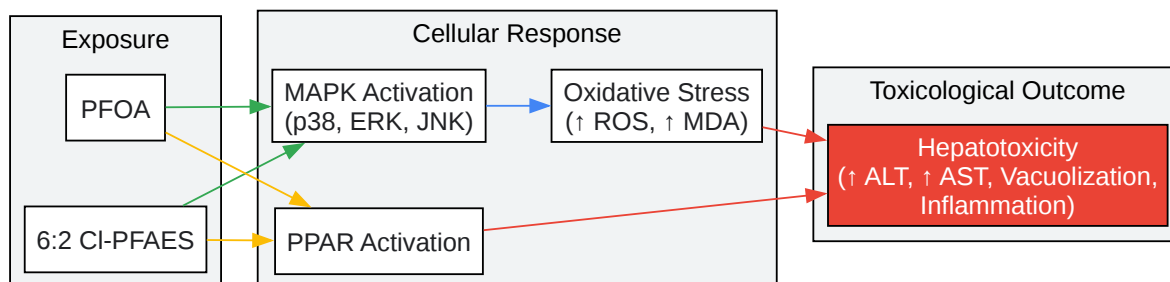 Exposure
PFOA
6:2 Cl-PFAES
Cellular Response
MAPK Activation
(p38, ERK, JNK)
Oxidative Stress
(↑ ROS, ↑ MDA)
PPAR Activation
Toxicological Outcome
Hepatotoxicity
(↑ ALT, ↑ AST, Vacuolization,
Inflammation)